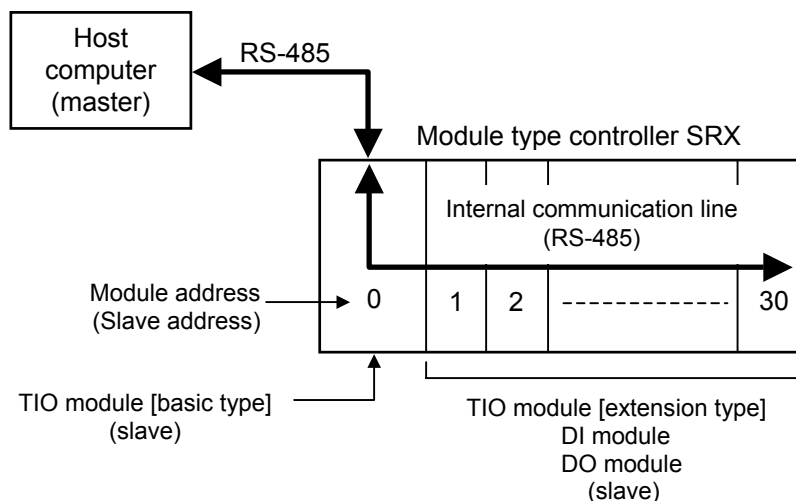 Host
computer
(master)
RS-485
Module type controller SRX
Internal communication line
(RS-485)
Module address
(Slave address)
0
1
2
30
TIO module [basic type]
(slave)
TIO module [extension type]
DI module
DO module
(slave)